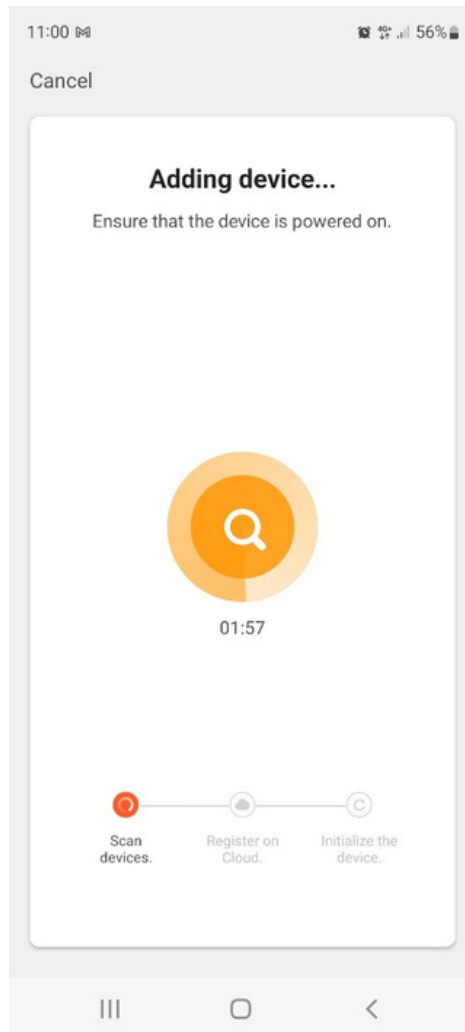 11:00 56%
Cancel
Adding device...
Ensure that the device is powered on.
01:57
Scan
devices.
Register on
Cloud.
Initialize the
device.